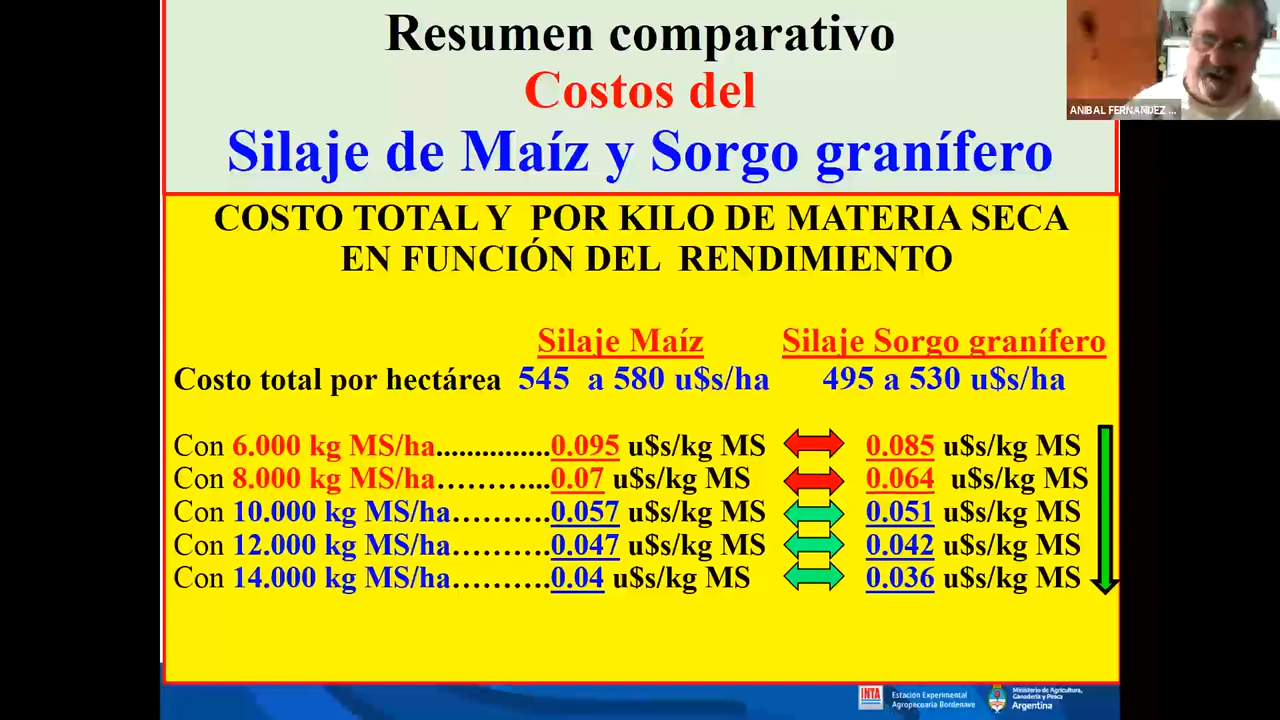 Resumen comparativo
Costos del
Silaje de Maíz y Sorgo granífero
ANIBAL FERNANDEZ ...
COSTO TOTAL Y POR KILO DE MATERIA SECA
EN FUNCIÓN DEL RENDIMIENTO
Silaje Maíz Silaje Sorgo granífero
Costo total por hectárea 545 a 580 u$s/ha 495 a 530 u$s/ha
Con 6.000 kg MS/ha...............0.095 u$s/kg MS 0.085 u$s/kg MS
Con 8.000 kg MS/ha………...0.07 u$s/kg MS 0.064 u$s/kg MS
Con 10.000 kg MS/ha……….0.057 u$s/kg MS 0.051 u$s/kg MS
Con 12.000 kg MS/ha……….0.047 u$s/kg MS 0.042 u$s/kg MS
Con 14.000 kg MS/ha……….0.04 u$s/kg MS 0.036 u$s/kg MS
INTA
Estación Experimental
Agropecuaria Bordenave
Ministerio de Agricultura,
Ganadería y Pesca
Argentina